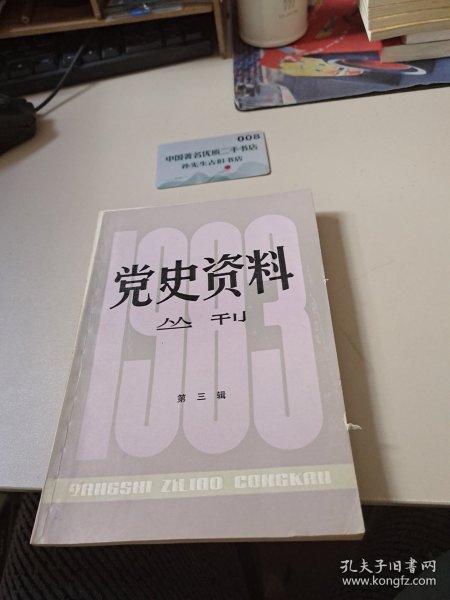 008
中国著名优质二手书店
孙先生古旧书店
1983
党史资料
丛刊
第三辑
DANGSHI ZILIAO CONGKAN
孔夫子旧书网
www.kongfz.com